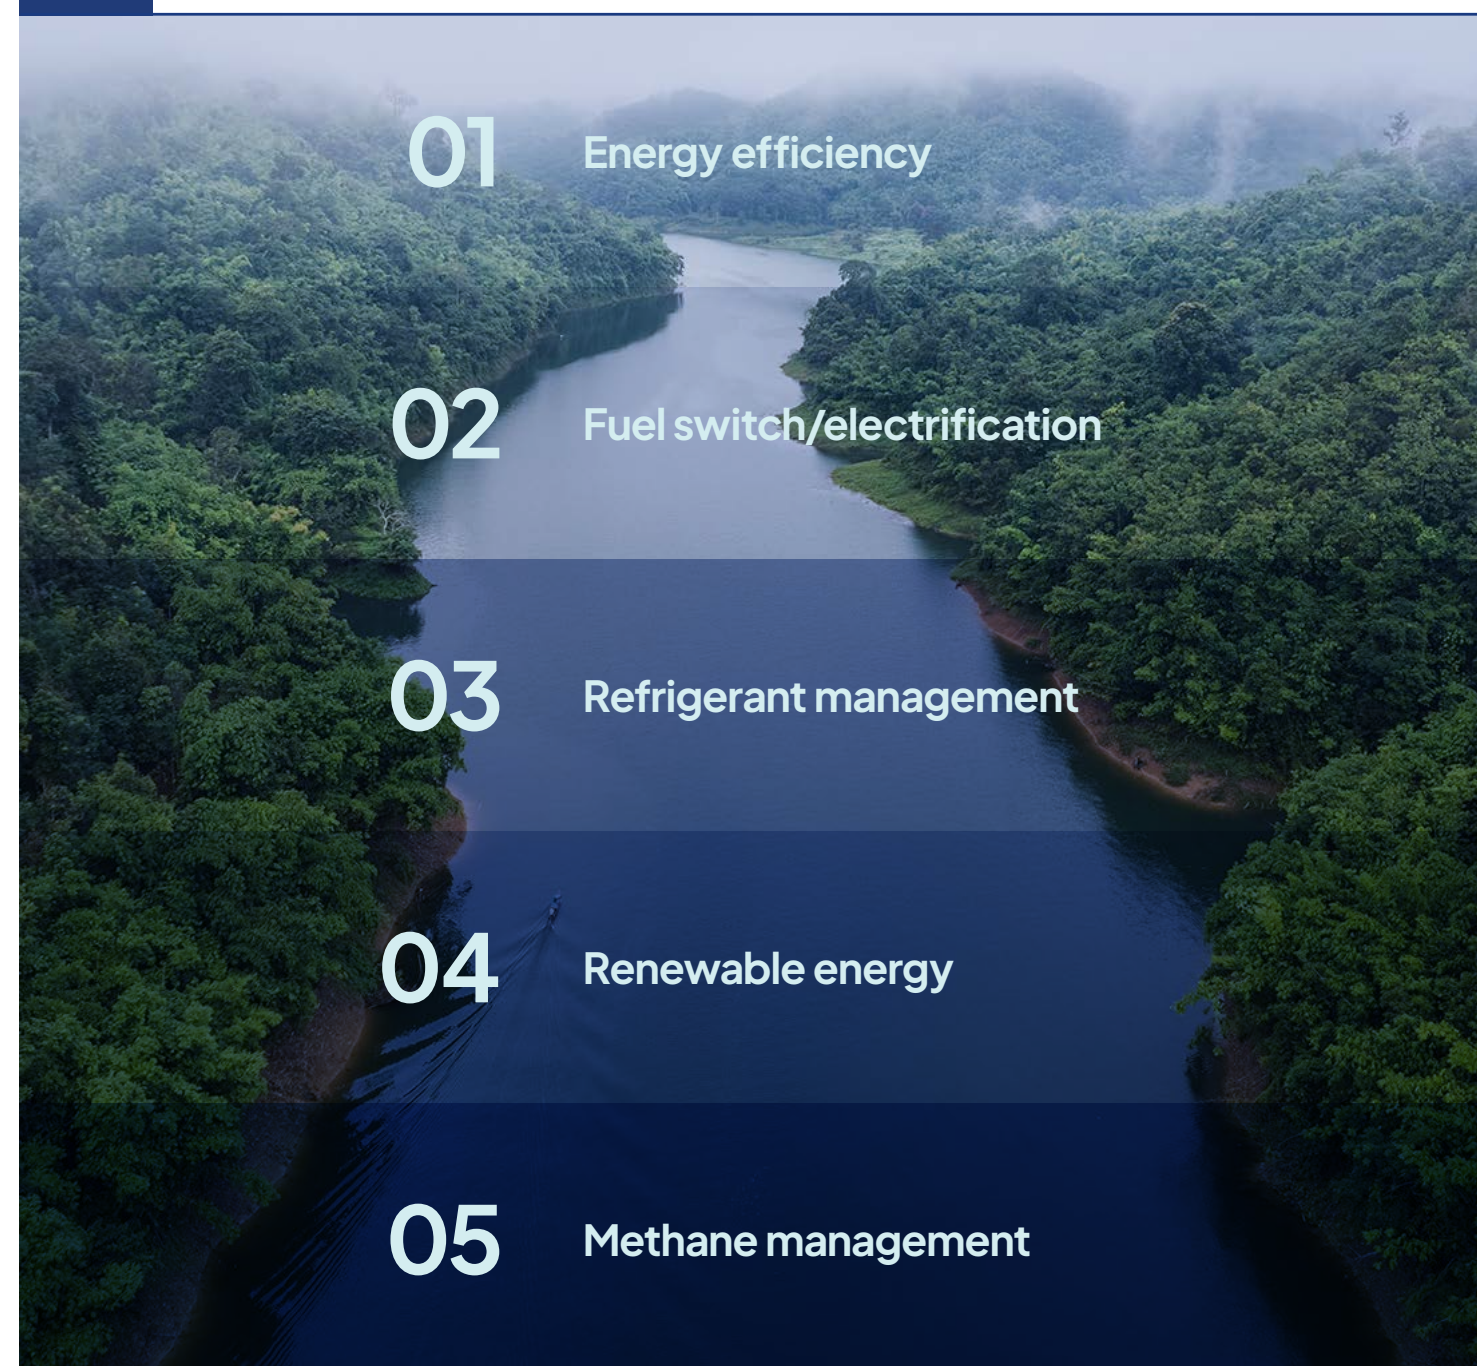 01 Energy efficiency
02 Fuel switch/electrification
03 Refrigerant management
04 Renewable energy
05 Methane management